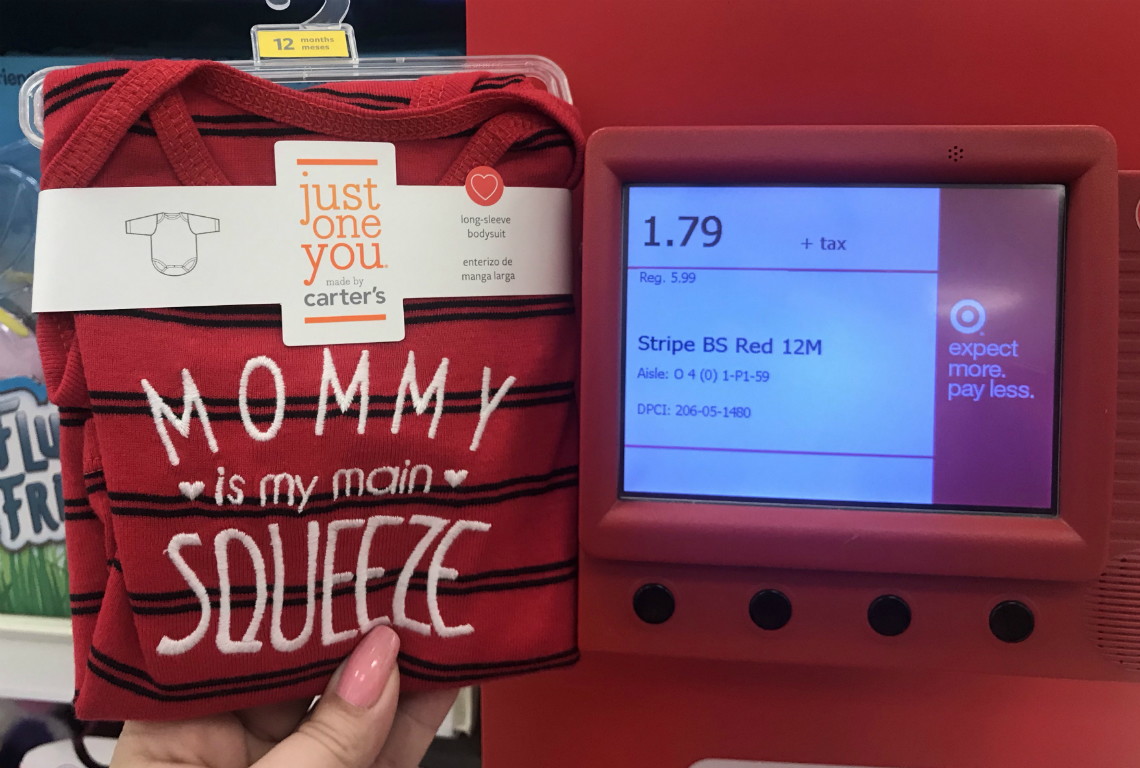 12 months
meses
just
one
you.
made by
carter's
long-sleeve
bodysuit
enterizo de
manga larga
MOMMY
is my main
SQUEEZE
1.79 + tax
Reg. 5.99
Stripe BS Red 12M
Aisle: O 4 (0) 1-P1-59
DPCI: 206-05-1480
expect
more.
pay less.